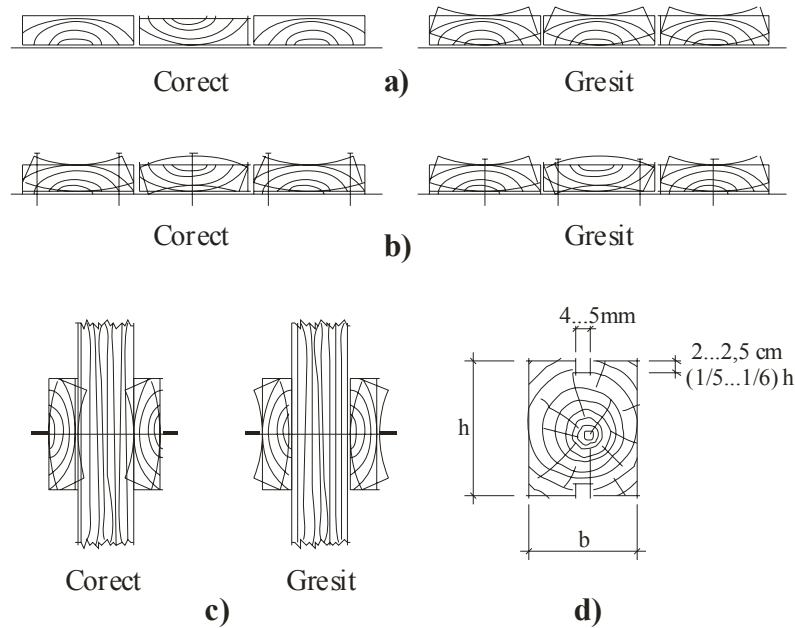 Corect
a)
Gresit
Corect
b)
Gresit
4...5mm
2...2,5 cm
(1/5...1/6) h
h
b
Corect
Gresit
c)
d)